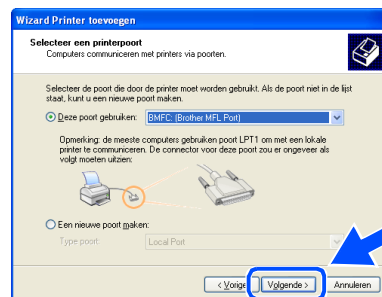 Wizard Printer toevoegen
Selecteer een printerpoort
Computers communiceren met printers via poorten.
Selecteer de poort die door de printer moet worden gebruikt. Als de poort niet in de lijst
staat, kunt u een nieuwe poort maken.
Deze poort gebruiken: BMFC: (Brother MFL Port)
Opmerking: de meeste computers gebruiken poort LPT1 om met een lokale
printer te communiceren. De connector voor deze poort zou er ongeveer als
volgt moeten uitzien:
Een nieuwe poort maken:
Type poort: Local Port
< Vorige Volgende > Annuleren